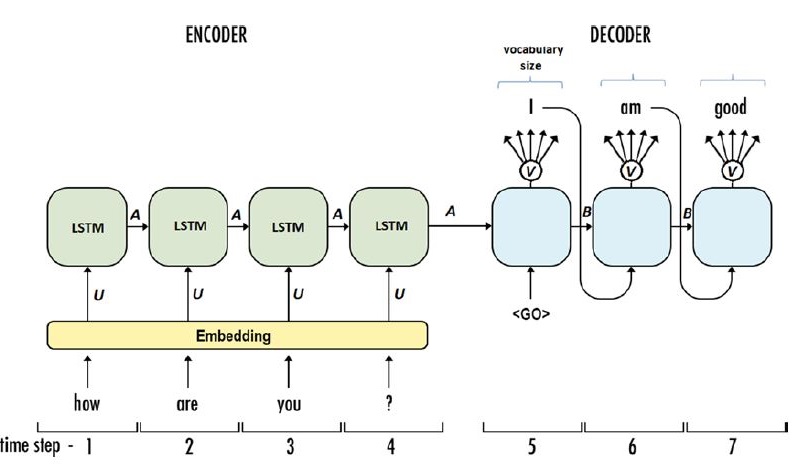 ENCODER DECODER
vocabulary
size
I am good
V V V
A A A A B B
LSTM LSTM LSTM LSTM
U U U U
<GO>
Embedding
how are you ?
time step - 1 2 3 4 5 6 7